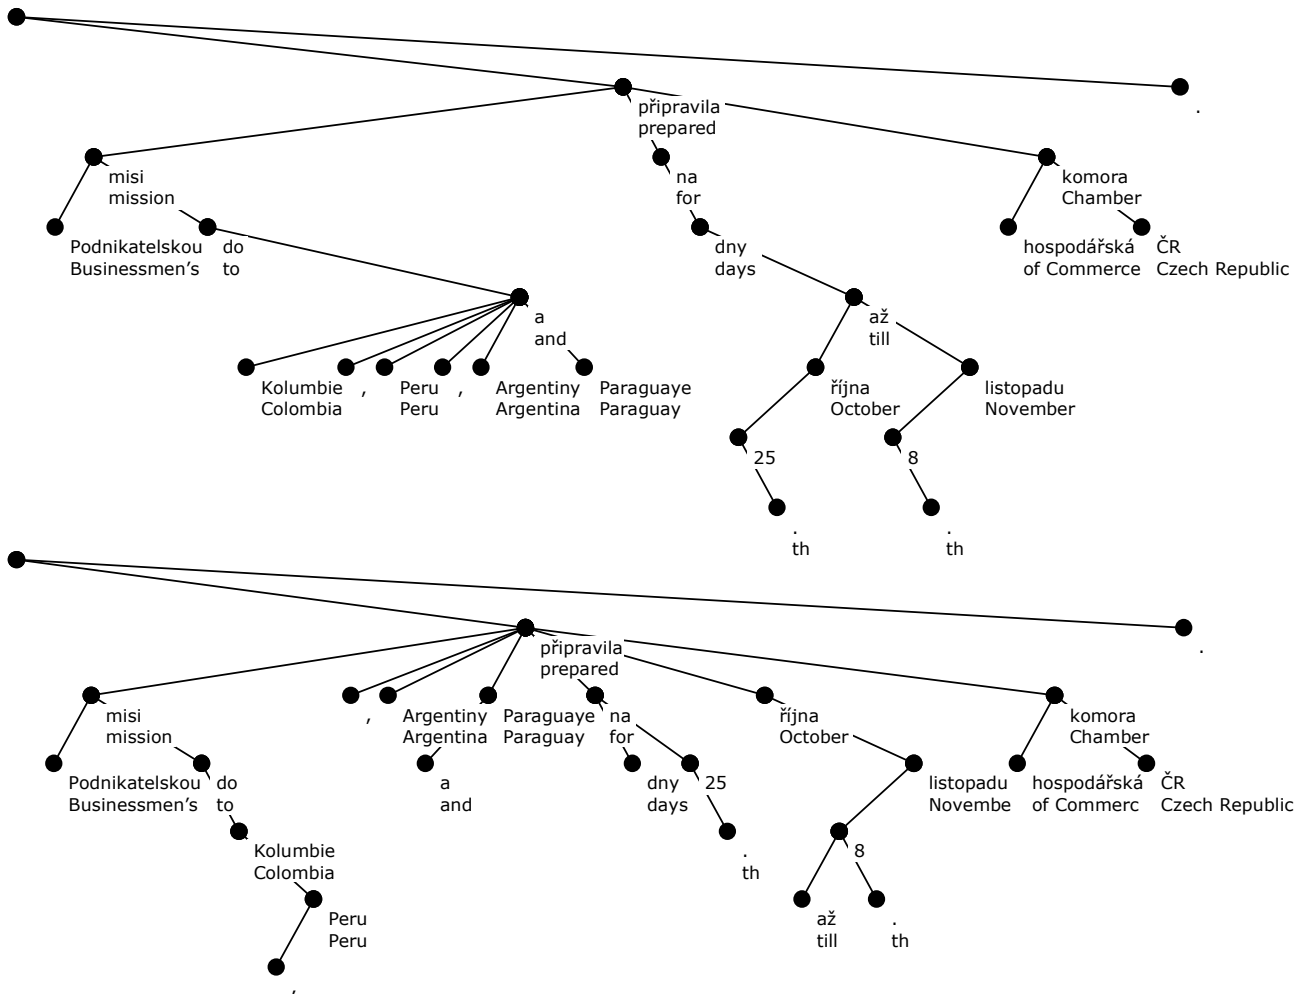 připravila
prepared
.
misi
mission
na
for
komora
Chamber
Podnikatelskou do dny hospodářská ČR
Businessmen's to days of Commerce Czech Republic
a až
and till
Kolumbie , Peru , Argentiny Paraguaye října listopadu
Colombia Peru Argentina Paraguay October November
25 8
. .
th th
připravila
prepared
.
misi , Argentiny Paraguaye na října komora
mission Argentina Paraguay for October Chamber
Podnikatelskou do a dny 25 listopadu hospodářská ČR
Businessmen's to and days Novembe of Commerc Czech Republic
Kolumbie . 8
Colombia th
Peru až .
Peru till th
,